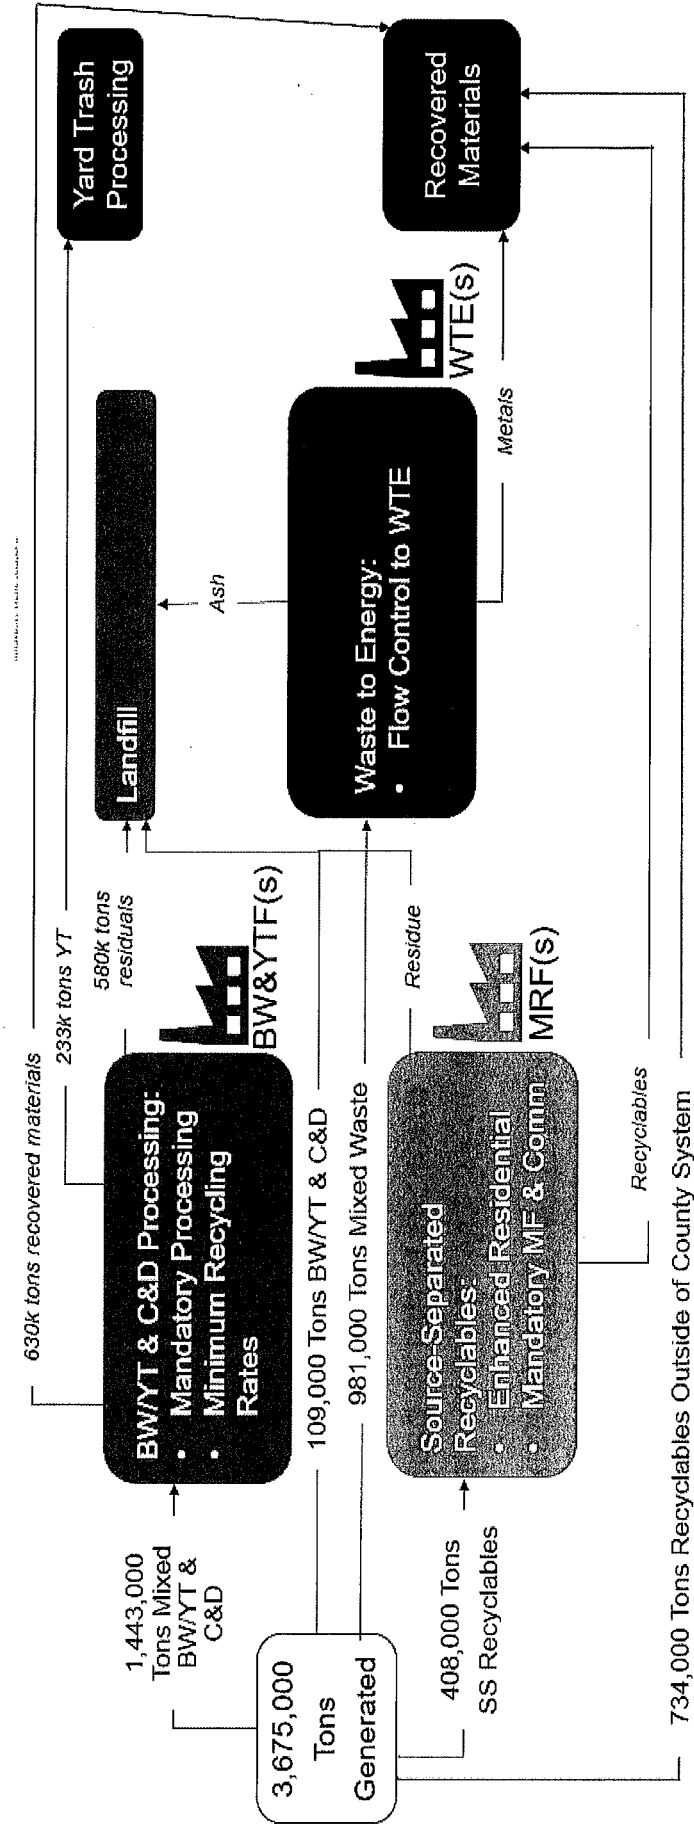 3,675,000
Tons
Generated
1,443,000
Tons Mixed
BW/YT &
C&D
408,000 Tons
SS Recyclables
734,000 Tons Recyclables Outside of County System
630k tons recovered materials
233k tons YT
580k tons
residuals
BW/YT & C&D Processing:
• Mandatory Processing
• Minimum Recycling
Rates
BW&YTF(s)
109,000 Tons BW/YT & C&D
981,000 Tons Mixed Waste
Source-Separated
Recyclables:
• Enhanced Residential
• Mandatory MF & Comm
MRF(s)
Residue
Recyclables
Landfill
Ash
Waste to Energy:
• Flow Control to WTE
WTE(s)
Metals
Yard Trash
Processing
Recovered
Materials